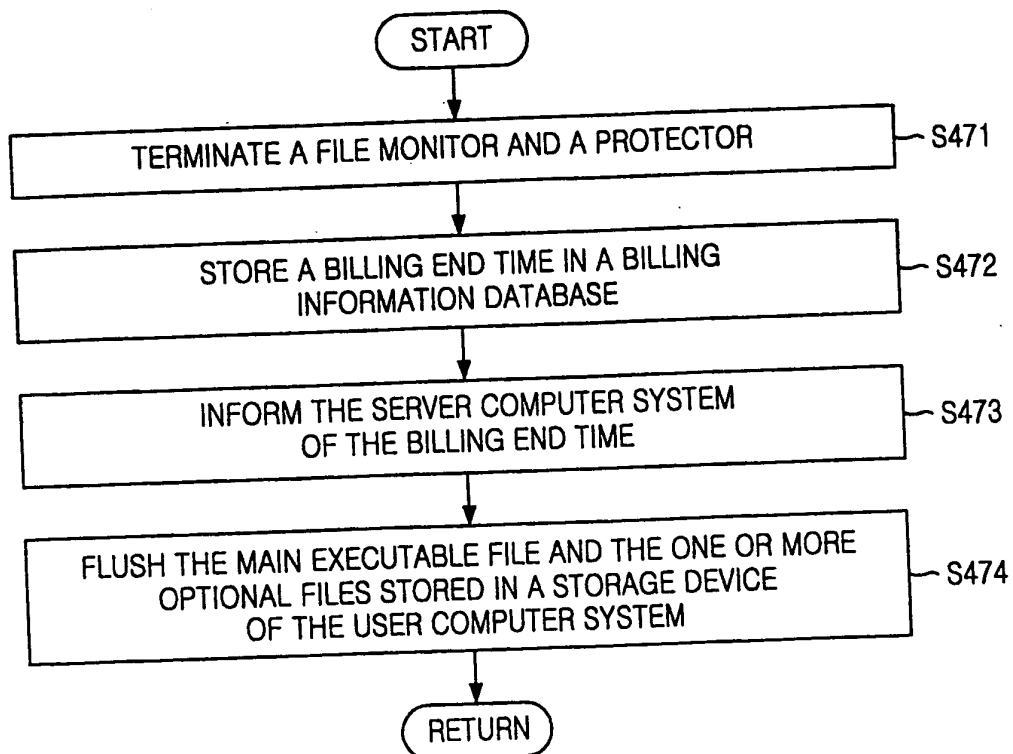 START
TERMINATE A FILE MONITOR AND A PROTECTOR
S471
STORE A BILLING END TIME IN A BILLING
INFORMATION DATABASE
S472
INFORM THE SERVER COMPUTER SYSTEM
OF THE BILLING END TIME
S473
FLUSH THE MAIN EXECUTABLE FILE AND THE ONE OR MORE
OPTIONAL FILES STORED IN A STORAGE DEVICE
OF THE USER COMPUTER SYSTEM
S474
RETURN